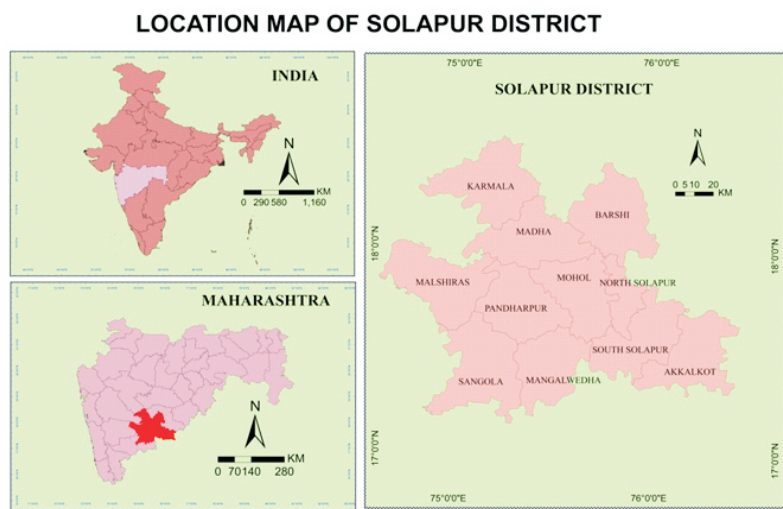 LOCATION MAP OF SOLAPUR DISTRICT
INDIA
N
KM
0 290 580 1,160
MAHARASHTRA
N
KM
0 70 140 280
75°0'0"E 76°0'0"E
SOLAPUR DISTRICT
N
0 5 10 20
KM
KARMALA
BARSHI
MADHA
18°0'0"N 18°0'0"N
MALSHIRAS
MOHOL
NORTH SOLAPUR
PANDHARPUR
SOUTH SOLAPUR
AKKALKOT
SANGOLA
MANGALWEDHA
17°0'0"N 17°0'0"N
75°0'0"E 76°0'0"E